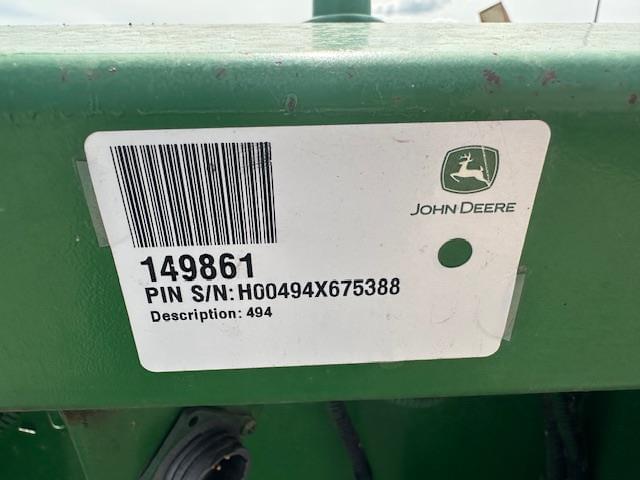 JOHN DEERE
149861
PIN S/N: H00494X675388
Description: 494